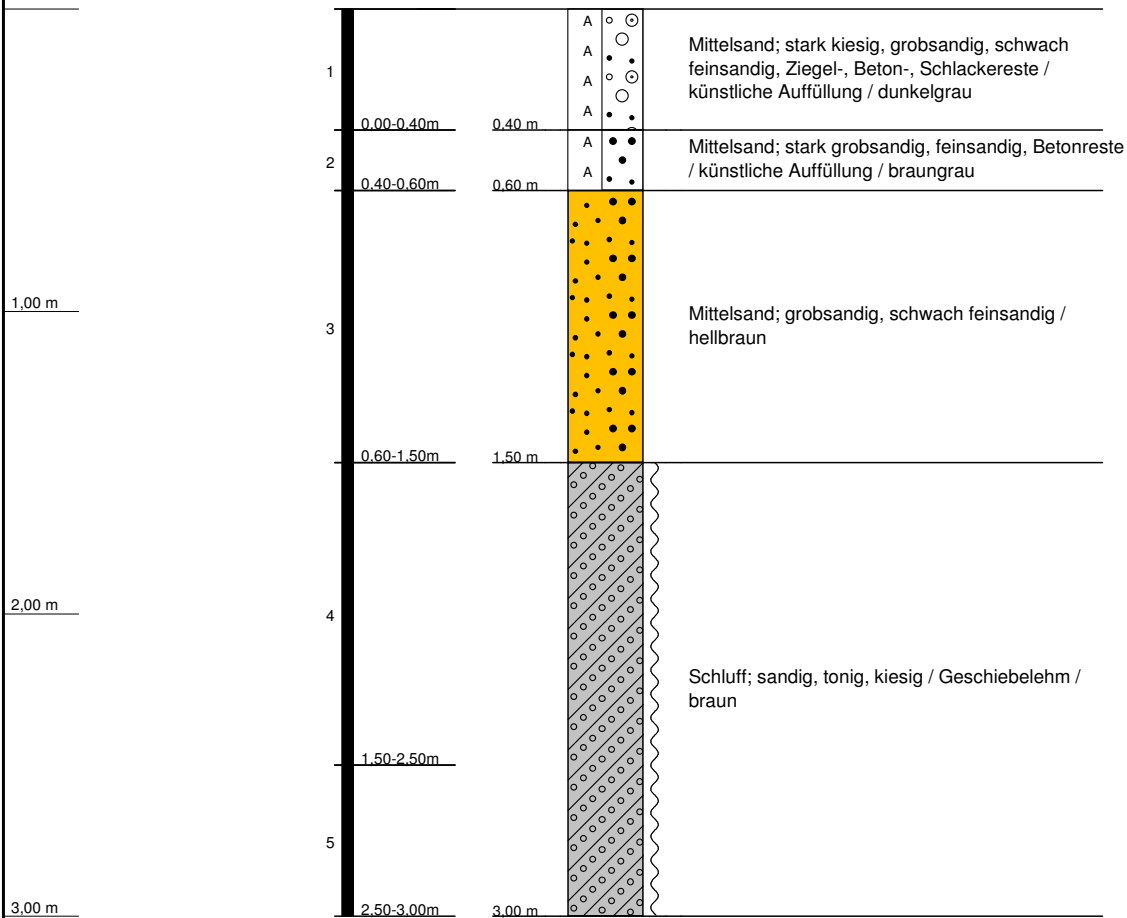 A
A
A
A
1
Mittelsand; stark kiesig, grobsandig, schwach
feinsandig, Ziegel-, Beton-, Schlackereste /
künstliche Auffüllung / dunkelgrau
0.00-0.40m
0,40 m
A
A
2
Mittelsand; stark grobsandig, feinsandig, Betonreste
/ künstliche Auffüllung / braungrau
0.40-0.60m
0,60 m
1,00 m
3
Mittelsand; grobsandig, schwach feinsandig /
hellbraun
0.60-1.50m
1,50 m
2,00 m
4
Schluff; sandig, tonig, kiesig / Geschiebelehm /
braun
1.50-2.50m
5
3,00 m
2.50-3.00m
3,00 m